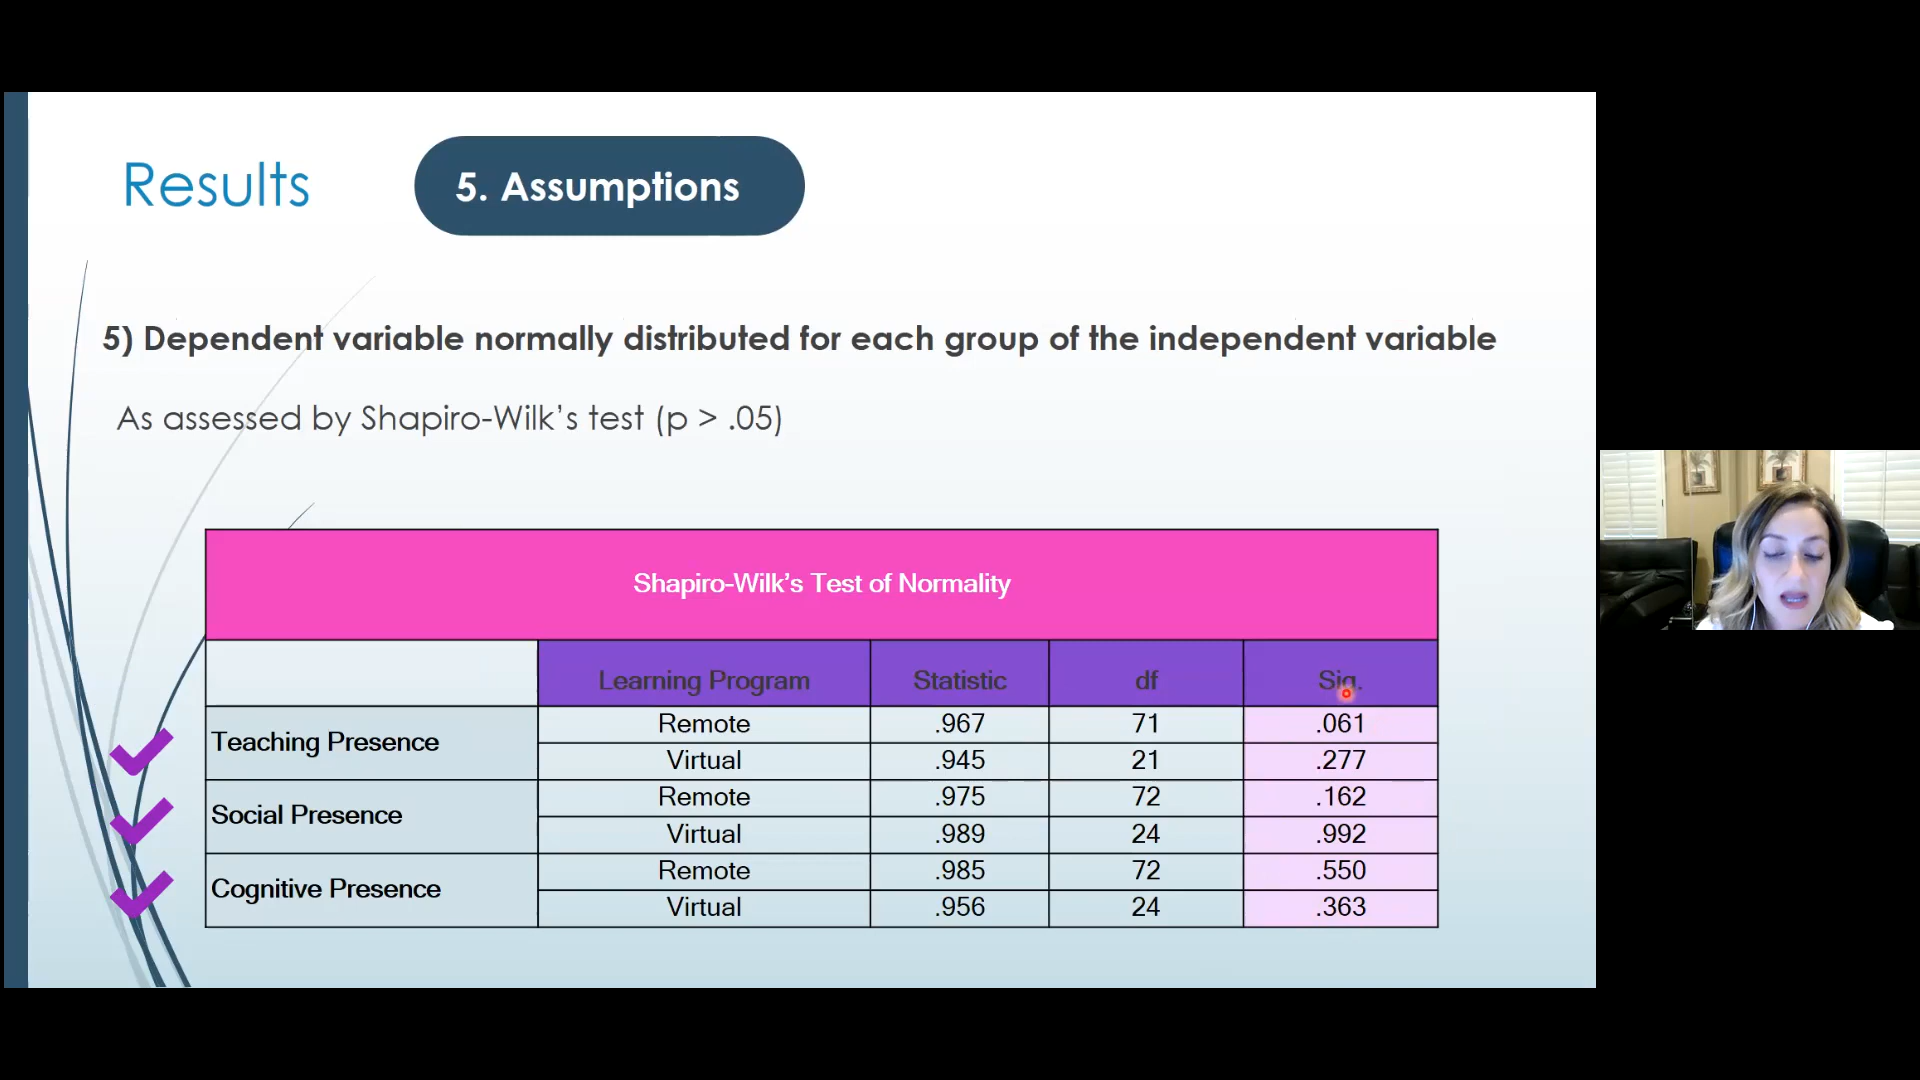 Results
5. Assumptions
5) Dependent variable normally distributed for each group of the independent variable
As assessed by Shapiro-Wilk’s test (p > .05)
Shapiro-Wilk’s Test of Normality
Learning Program Statistic df Sig.
Teaching Presence Remote .967 71 .061
Virtual .945 21 .277
Social Presence Remote .975 72 .162
Virtual .989 24 .992
Cognitive Presence Remote .985 72 .550
Virtual .956 24 .363